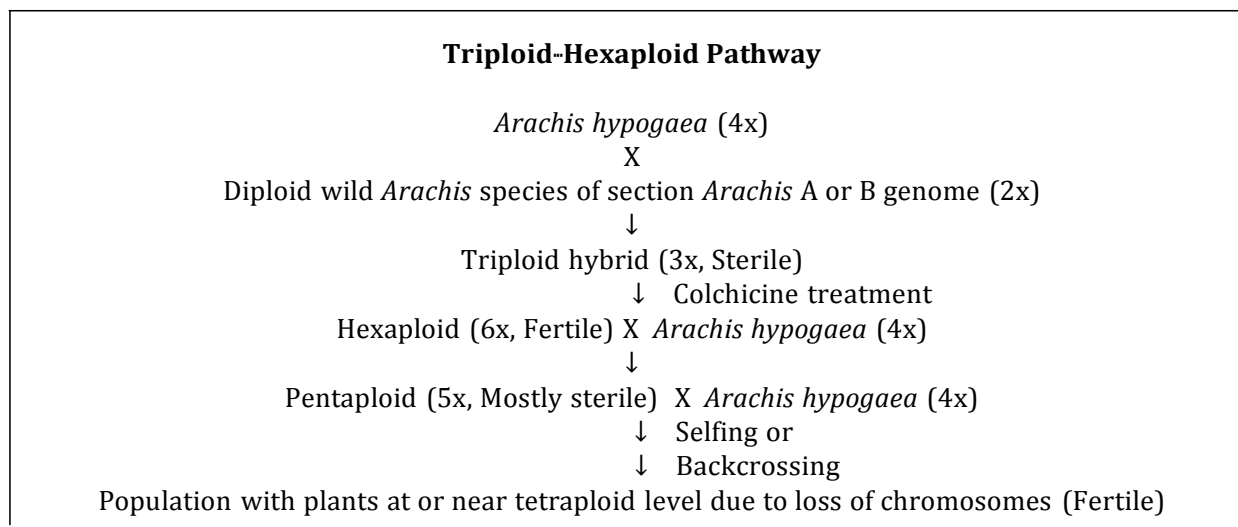 Triploid-Hexaploid Pathway
Arachis hypogaea (4x)
X
Diploid wild Arachis species of section Arachis A or B genome (2x)
↓
Triploid hybrid (3x, Sterile)
↓ Colchicine treatment
Hexaploid (6x, Fertile) X Arachis hypogaea (4x)
↓
Pentaploid (5x, Mostly sterile) X Arachis hypogaea (4x)
↓ Selfing or
↓ Backcrossing
Population with plants at or near tetraploid level due to loss of chromosomes (Fertile)